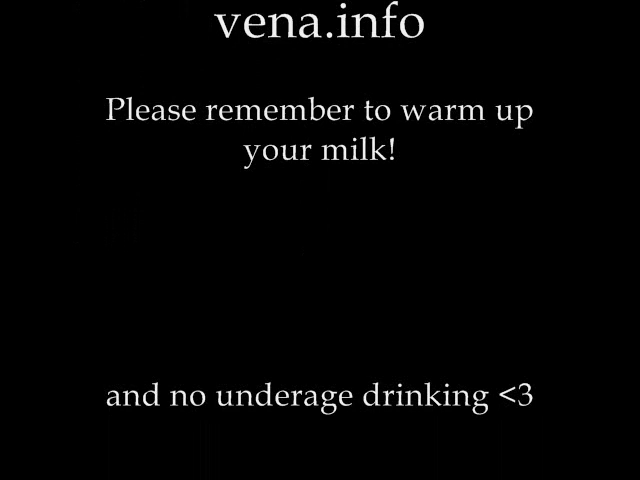 vena.info
Please remember to warm up
your milk!
and no underage drinking <3